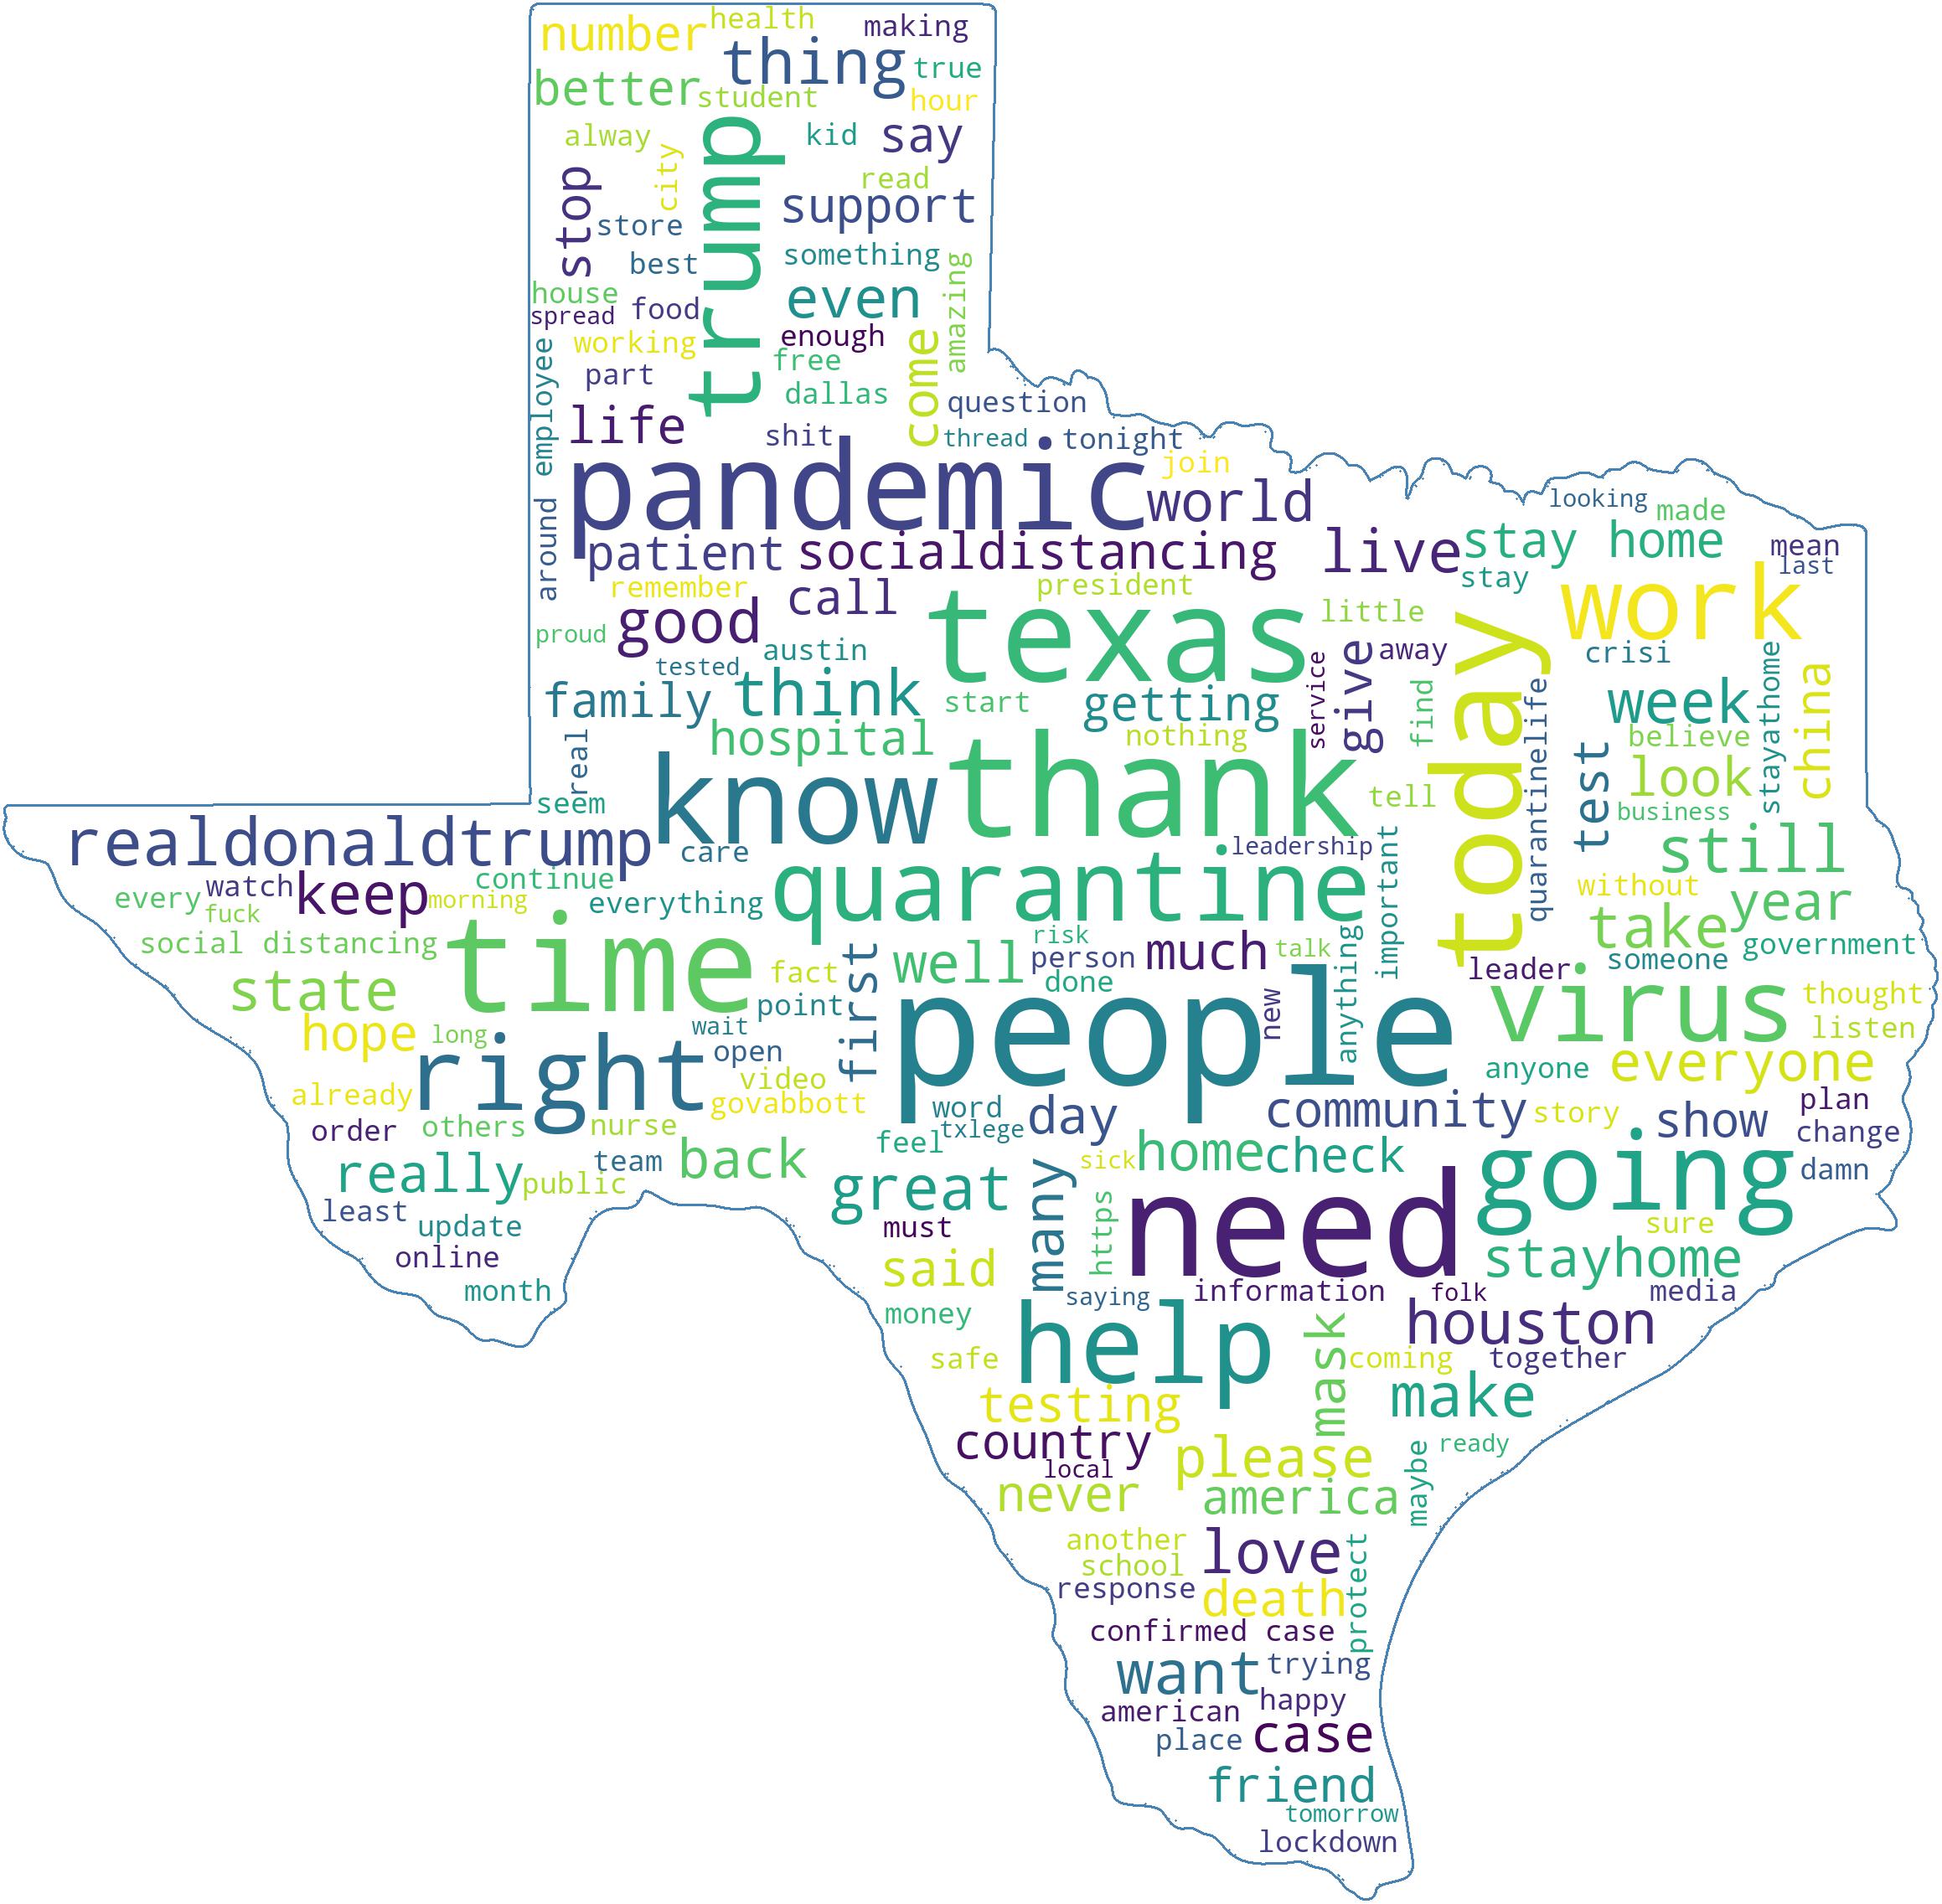 number health making
thing true
better student hour
alway kid say
trump
city
stop
read
support
store
something
best
amazing
house
food
even
spread
enough
working
free
come
employee
part
dallas
question
life
shit
thread
tonight
pandemic
join
world
looking
made
around
patient
socialdistancing
live
stay home
mean
last
remember
call
president
stay
work
good
texas
little
today
proud
austin
away
crisi
tested
family
think
start
getting
service
give
find
quarantinelife
week
stayathome
china
hospital
nothing
believe
real
know
thank
test
look
seem
tell
business
realdonaldtrump
care
leadership
important
still
every
watch
keep
continue
quarantine
without
year
fuck
morning
everything
take
social distancing
time
first
well
risk
person
much
talk
anything
government
state
fact
done
leader
someone
point
people
new
virus
thought
hope
long
wait
listen
right
open
anyone
everyone
already
video
govabbott
word
day
community
story
show
plan
order
others
nurse
feel
txlege
change
really
team
back
sick
home
check
going
damn
public
great
many
https
need
least
update
must
sure
online
said
stayhome
month
saying
information
folk
media
money
help
mask
houston
safe
coming
together
testing
make
country
please
maybe
ready
local
never
america
another
love
protect
school
response
death
confirmed case
want
trying
american
happy
place
case
friend
tomorrow
lockdown